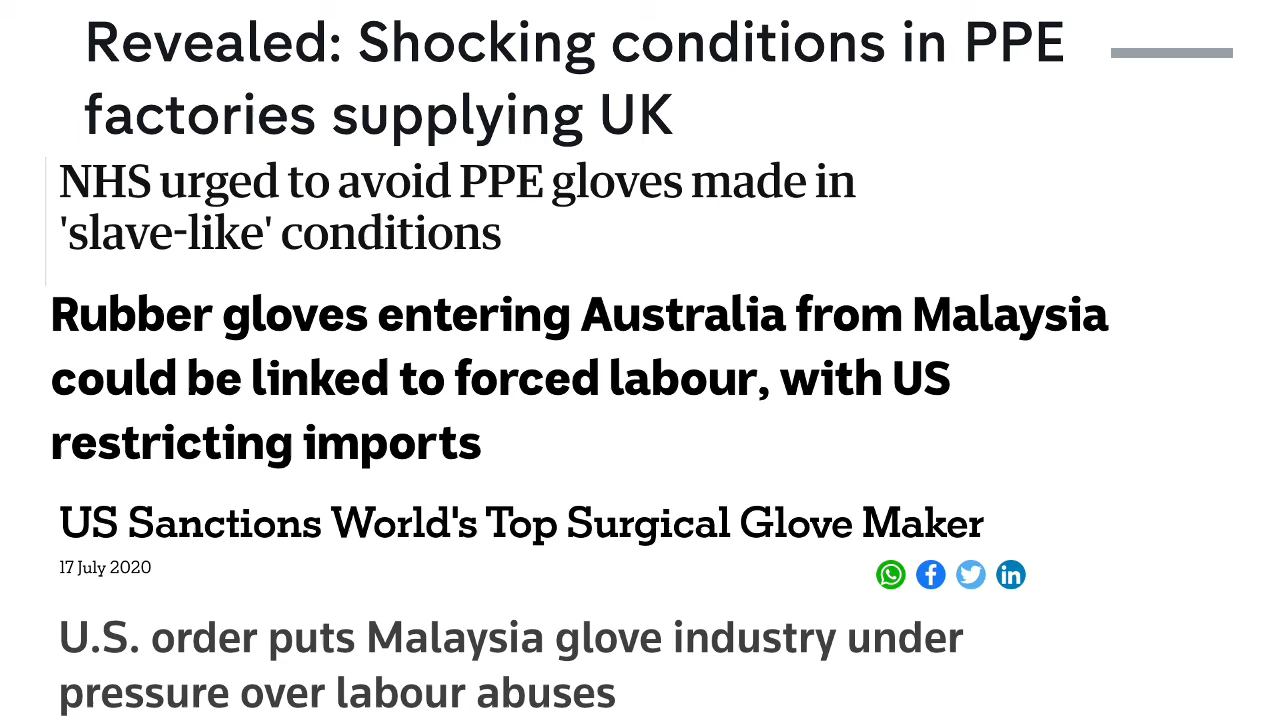 Revealed: Shocking conditions in PPE
factories supplying UK
NHS urged to avoid PPE gloves made in
'slave-like' conditions
Rubber gloves entering Australia from Malaysia
could be linked to forced labour, with US
restricting imports
US Sanctions World's Top Surgical Glove Maker
17 July 2020
U.S. order puts Malaysia glove industry under
pressure over labour abuses